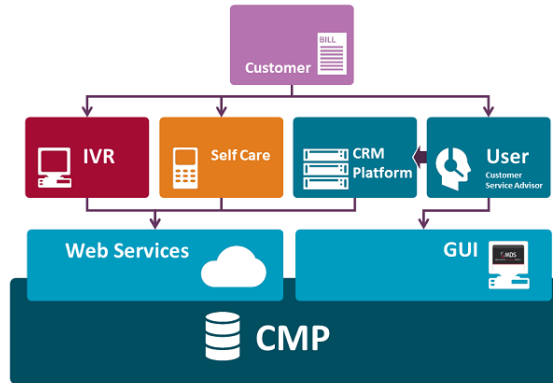 BILL
Customer
IVR
Self Care
CRM
Platform
User
Customer
Service Advisor
Web Services
GUI
MDS
CMP